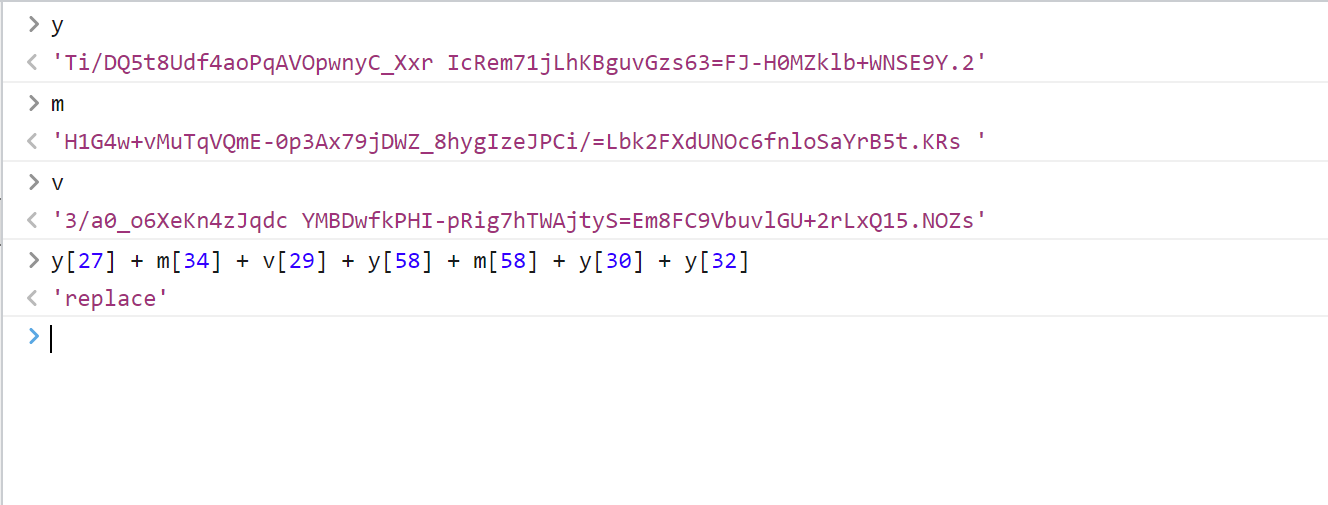 > y
< 'Ti/DQ5t8Udf4aoPqAVOpwnyC_Xxr IcRem71jLhKBguvGzs63=FJ-H0MZklb+WNSE9Y.2'
> m
< 'H1G4w+vMuTqVQmE-0p3Ax79jDWZ_8hygIzeJPCi/=Lbk2FXdUNOc6fnloSaYrB5t.KRs '
> v
< '3/a0_o6XeKn4zJqdc YMBDwfkPHI-pRig7hTWAjtyS=Em8FC9VbuvlGU+2rLxQ15.NOZs'
> y[27] + m[34] + v[29] + y[58] + m[58] + y[30] + y[32]
< 'replace'
>